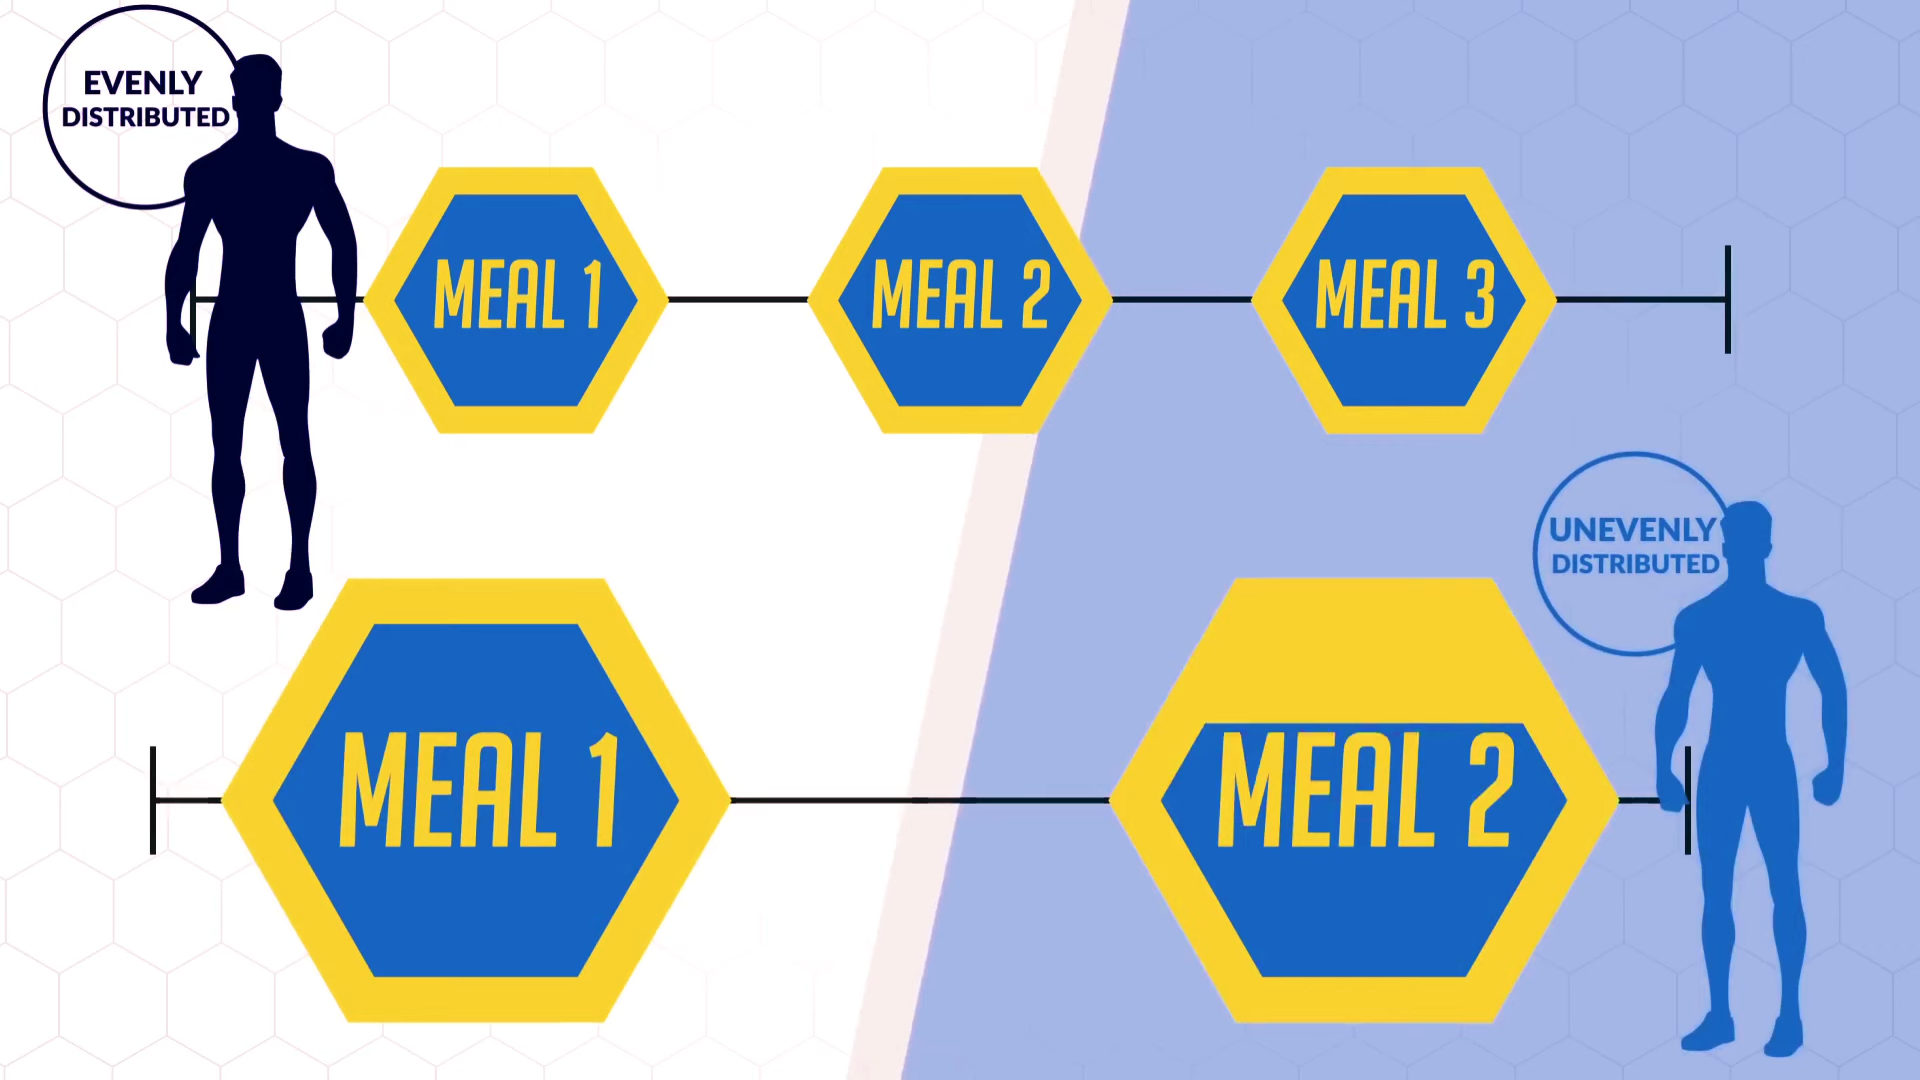 EVENLY
DISTRIBUTED
MEAL 1
MEAL 2
MEAL 3
UNEVENLY
DISTRIBUTED
MEAL 1
MEAL 2